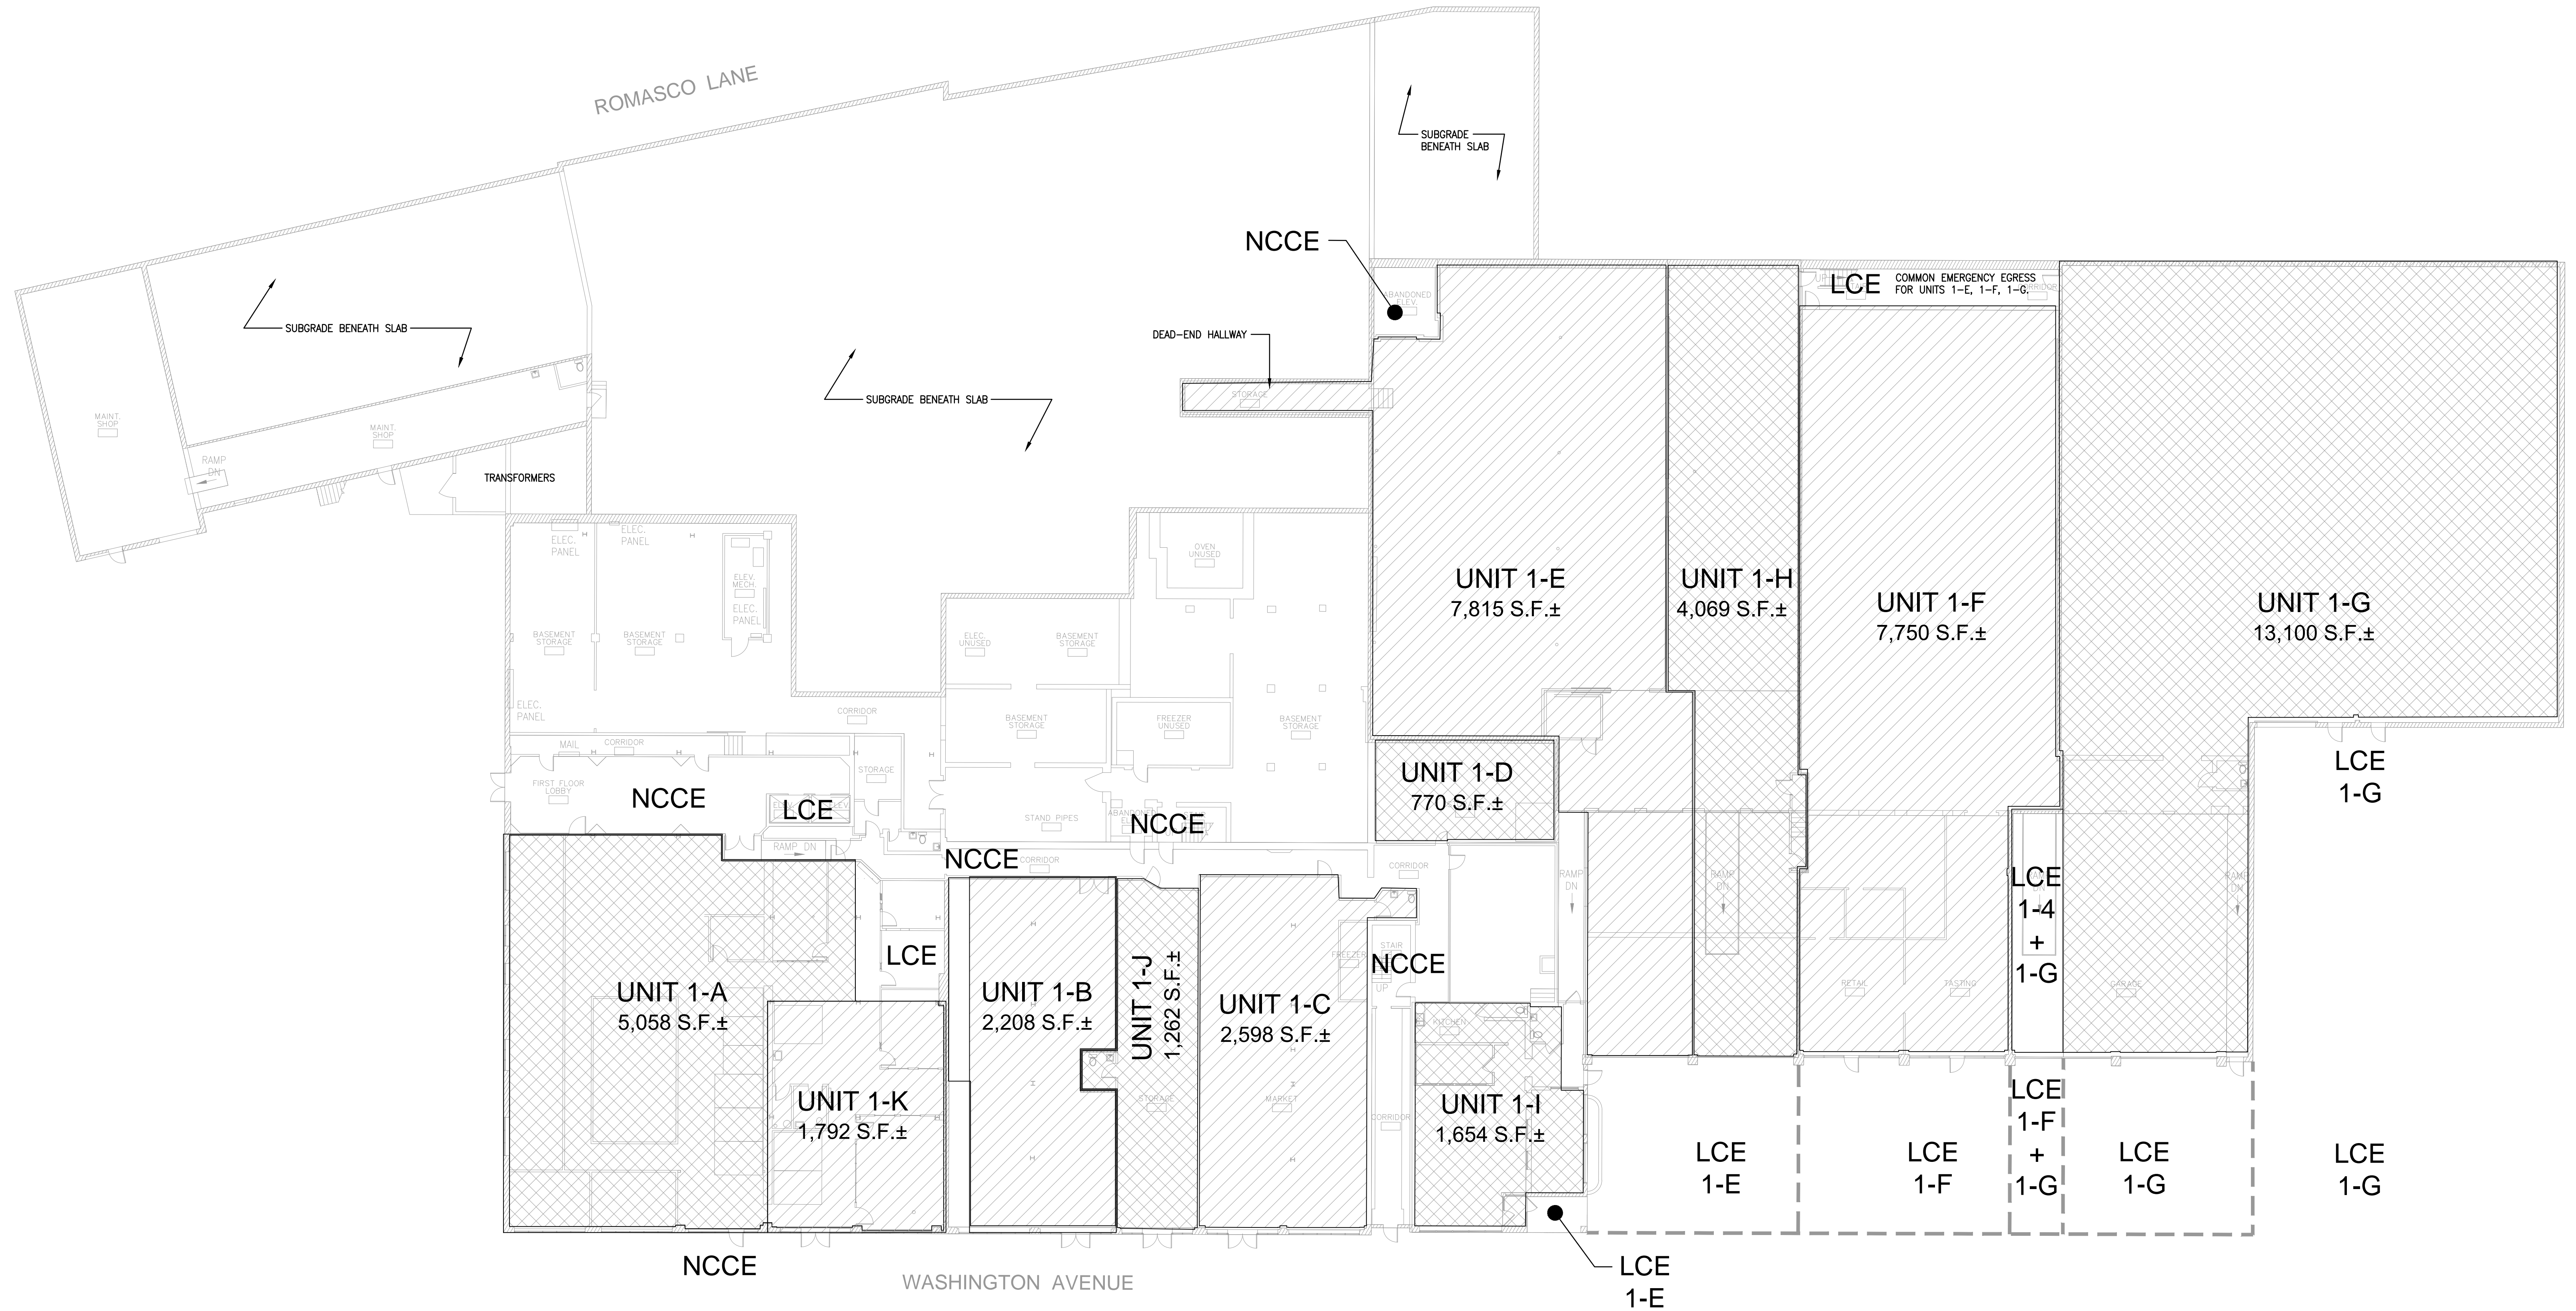 ROMASCO LANE
SUBGRADE
BENEATH SLAB
NCCE
ABANDONED
ELEV.
LCE
COMMON EMERGENCY EGRESS
FOR UNITS 1-E, 1-F, 1-G.
SUBGRADE BENEATH SLAB
DEAD-END HALLWAY
STORAGE
SUBGRADE BENEATH SLAB
MAINT.
SHOP
MAINT.
SHOP
RAMP
DN
TRANSFORMERS
ELEC.
PANEL
ELEC.
PANEL
ELEV.
MECH.
ELEC.
PANEL
OVEN
UNUSED
BASEMENT
STORAGE
BASEMENT
STORAGE
ELEC.
UNUSED
BASEMENT
STORAGE
UNIT 1-E
7,815 S.F.±
UNIT 1-H
4,069 S.F.±
UNIT 1-F
7,750 S.F.±
UNIT 1-G
13,100 S.F.±
ELEC.
PANEL
CORRIDOR
BASEMENT
STORAGE
FREEZER
UNUSED
BASEMENT
STORAGE
MAIL
CORRIDOR
STORAGE
FIRST FLOOR
LOBBY
NCCE
LCE
UNIT 1-D
770 S.F.±
LCE
1-G
STAND PIPES
NCCE
RAMP DN
NCCE
CORRIDOR
CORRIDOR
RAMP
DN
RAMP
DN
LCE
1-4
+
1-G
RAMP
DN
LCE
FREEZER
STAIR
NCCE
UP
UNIT 1-A
5,058 S.F.±
UNIT 1-B
2,208 S.F.±
UNIT 1-J
1,262 S.F.±
UNIT 1-C
2,598 S.F.±
RETAIL
TASTING
GARAGE
KITCHEN
UNIT 1-K
1,792 S.F.±
STORAGE
MARKET
CORRIDOR
UNIT 1-I
1,654 S.F.±
LCE
1-E
LCE
1-F
LCE
1-F
+
1-G
LCE
1-G
LCE
1-G
NCCE
WASHINGTON AVENUE
LCE
1-E